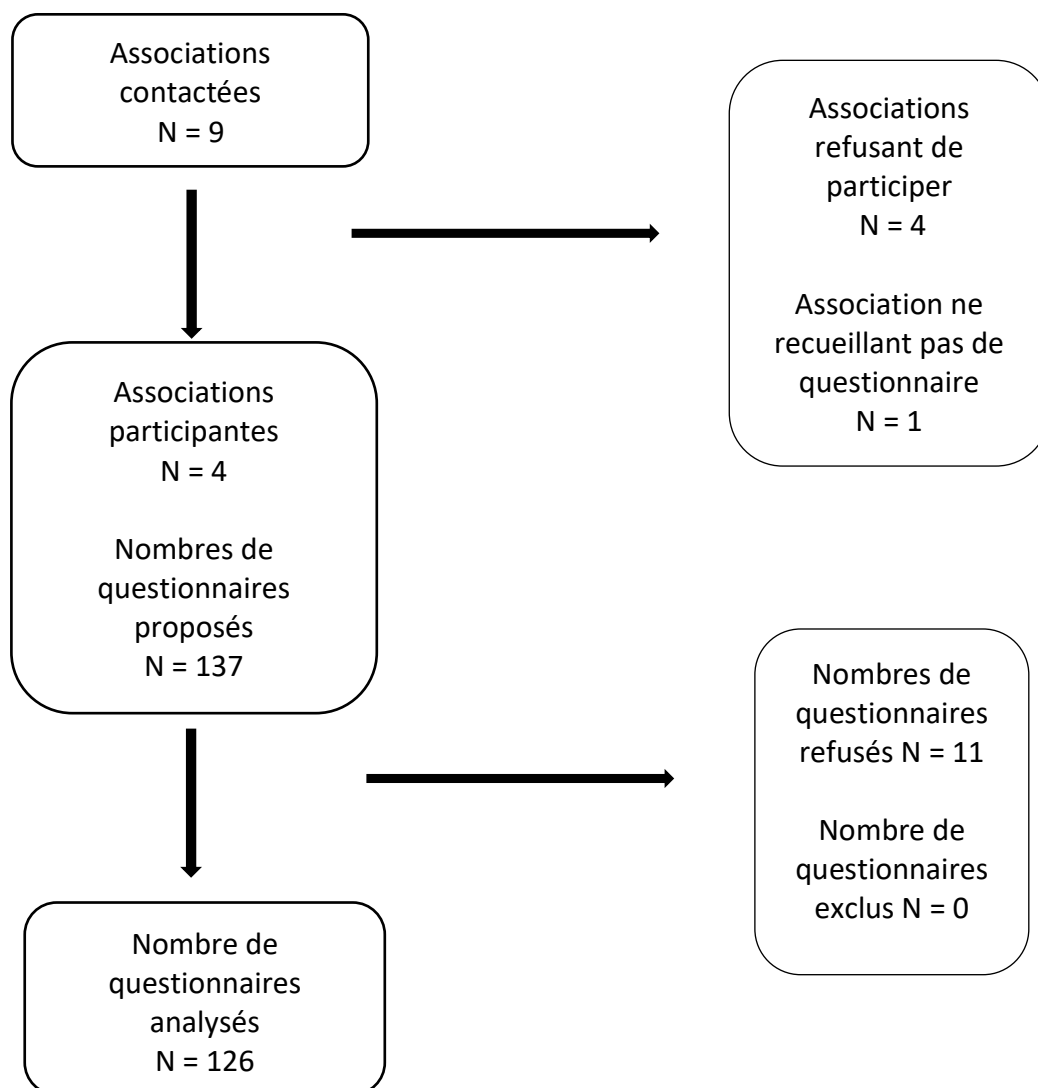 Associations
contactées
N = 9
Associations
refusant de
participer
N = 4
Association ne
recueillant pas de
questionnaire
N = 1
Associations
participantes
N = 4
Nombres de
questionnaires
proposés
N = 137
Nombres de
questionnaires
refusés N = 11
Nombre de
questionnaires
exclus N = 0
Nombre de
questionnaires
analysés
N = 126